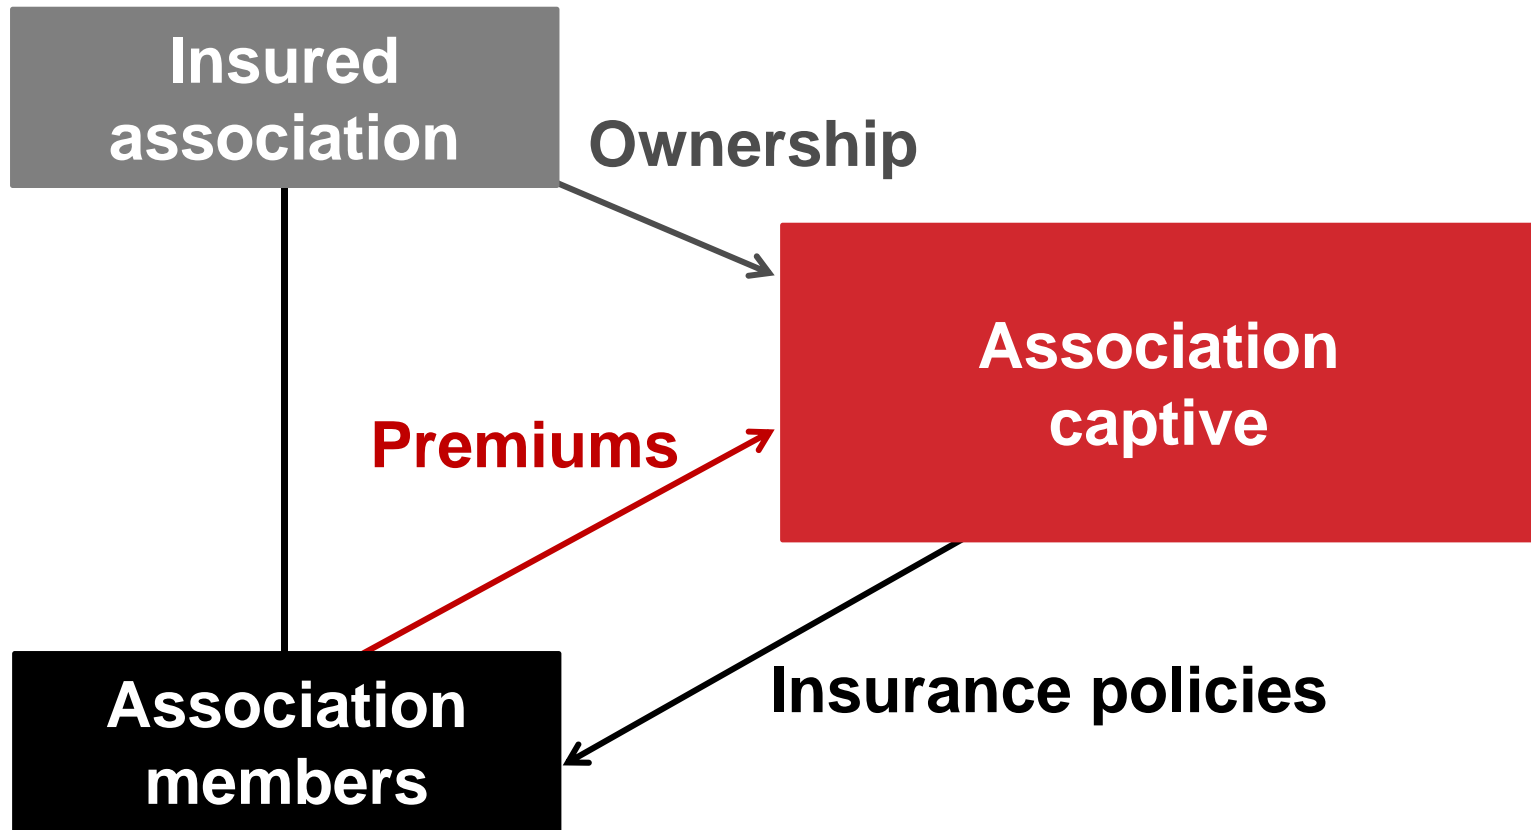 Insured
association
Ownership
Association
captive
Premiums
Insurance policies
Association
members